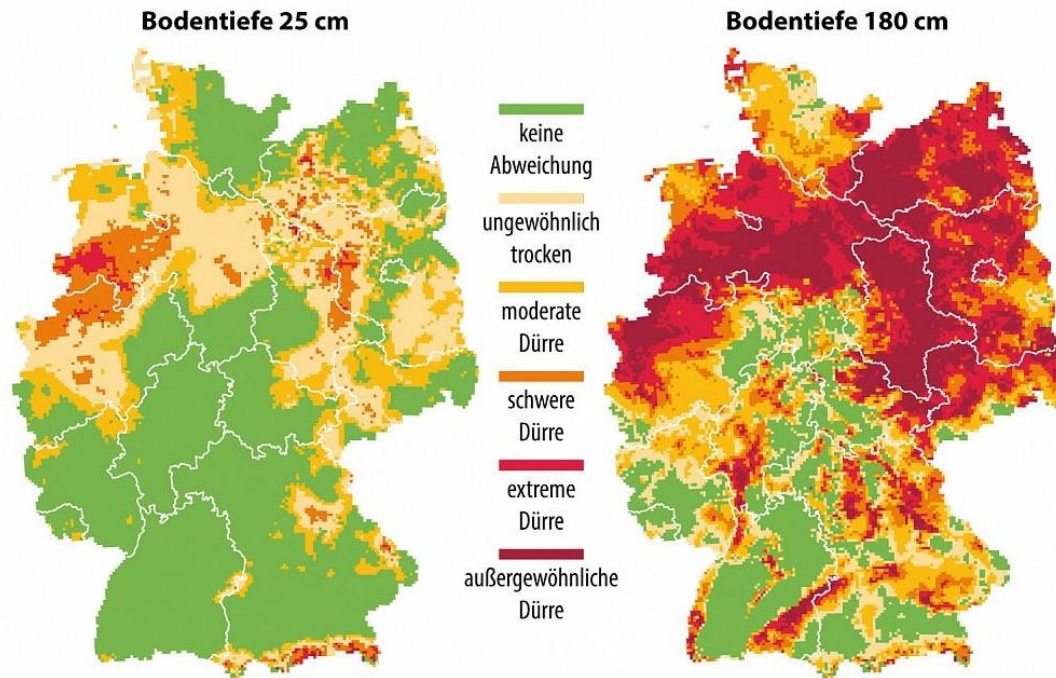 Bodentiefe 25 cm
Bodentiefe 180 cm
keine
Abweichung
ungewöhnlich
trocken
moderate
Dürre
schwere
Dürre
extreme
Dürre
außergewöhnliche
Dürre